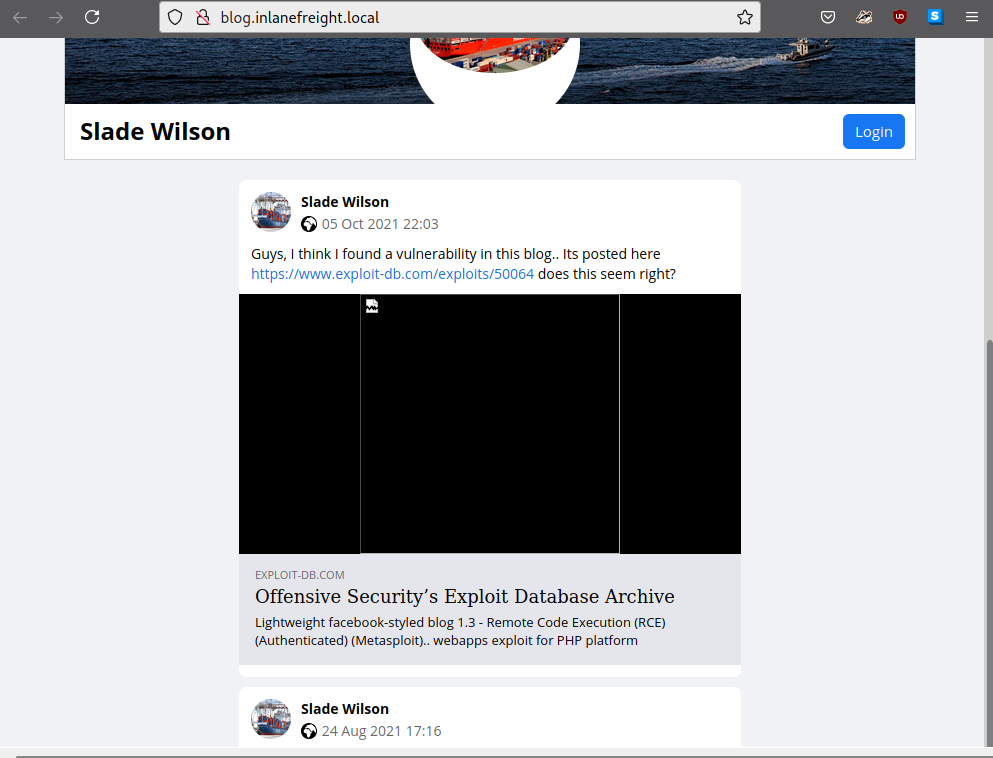 blog.inlanefreight.local
Slade Wilson
Login
Slade Wilson
05 Oct 2021 22:03
Guys, I think I found a vulnerability in this blog.. Its posted here
https://www.exploit-db.com/exploits/50064 does this seem right?
EXPLOIT-DB.COM
Offensive Security’s Exploit Database Archive
Lightweight facebook-styled blog 1.3 - Remote Code Execution (RCE)
(Authenticated) (Metasploit).. webapps exploit for PHP platform
Slade Wilson
24 Aug 2021 17:16